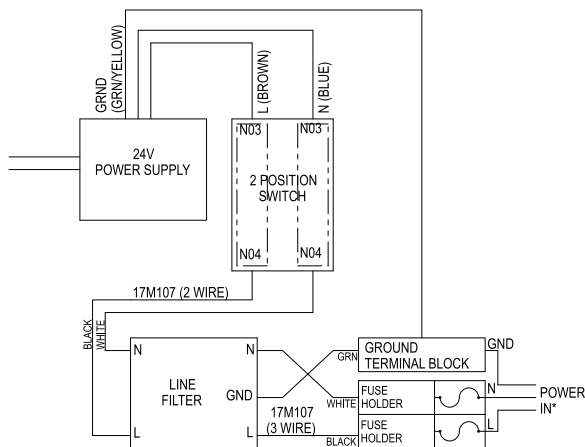 GRND
(GRN/YELLOW)
L (BROWN)
N (BLUE)
24V
POWER SUPPLY
N03
N03
2 POSITION
SWITCH
N04
N04
17M107 (2 WIRE)
BLACK
WHITE
N
N
GRN
GROUND
TERMINAL BLOCK
GND
LINE
FILTER
GND
WHITE
FUSE
HOLDER
N
POWER
IN*
17M107
(3 WIRE)
L
L
BLACK
FUSE
HOLDER
L